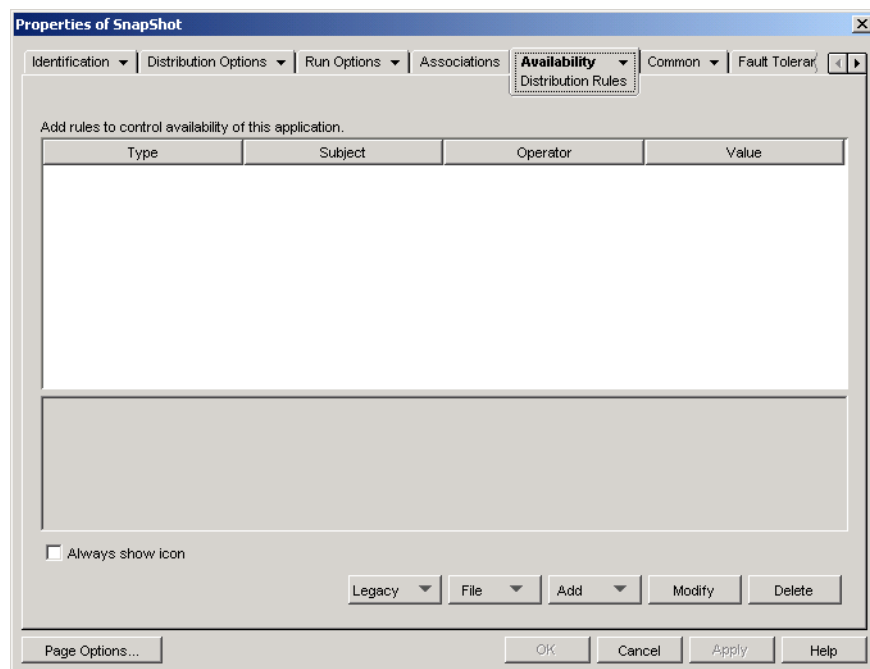 Properties of SnapShot
Identification Distribution Options Run Options Associations Availability Common Fault Toleran
Distribution Rules
Add rules to control availability of this application.
Type Subject Operator Value
Always show icon
Legacy File Add Modify Delete
Page Options... OK Cancel Apply Help